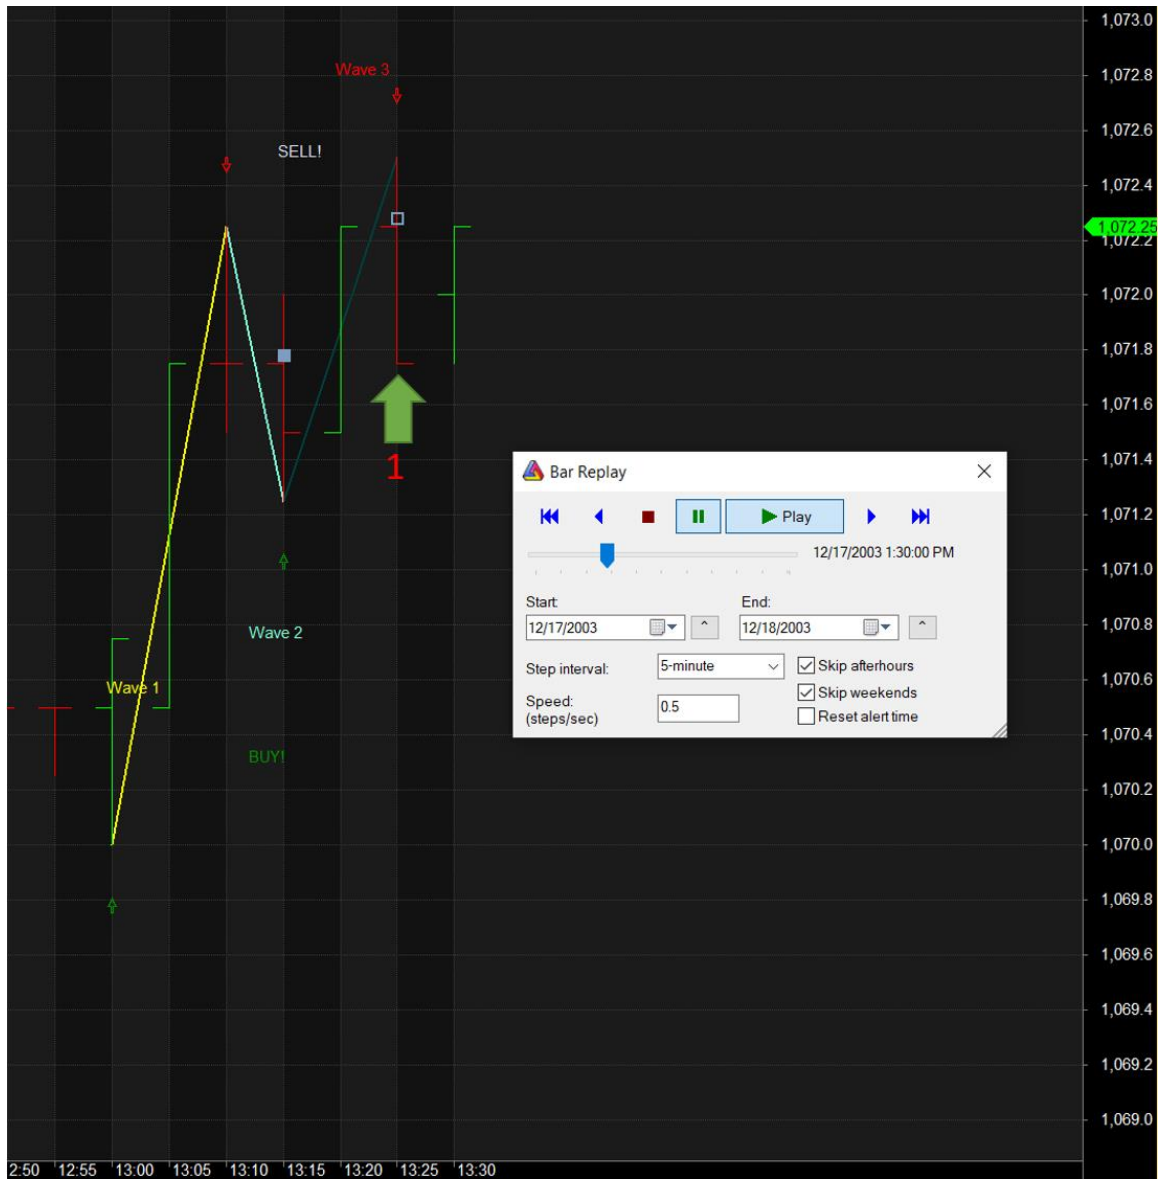 1,073.0
Wave 3
1,072.8
1,072.6
SELL!
1,072.4
1,072.25
1,072.2
1,072.0
1,071.8
1,071.6
1
1,071.4
Bar Replay
1,071.2
Play
12/17/2003 1:30:00 PM
1,071.0
Start:
End:
12/17/2003
^
12/18/2003
^
1,070.8
Wave 2
Step interval:
5-minute
Skip afterhours
1,070.6
Wave 1
Speed:
(steps/sec)
0.5
Skip weekends
Reset alert time
1,070.4
BUY!
1,070.2
1,070.0
1,069.8
1,069.6
1,069.4
1,069.2
1,069.0
2:50 12:55 13:00 13:05 13:10 13:15 13:20 13:25 13:30